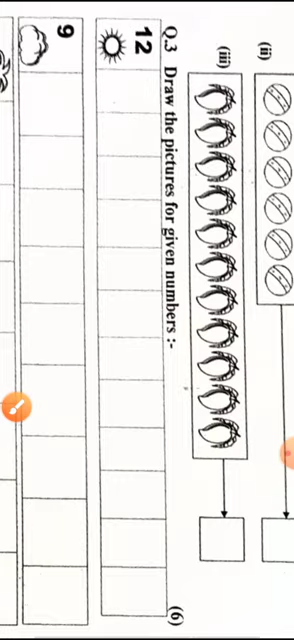 (ii)
(iii)
Q.3 Draw the pictures for given numbers :- (6)
12
9